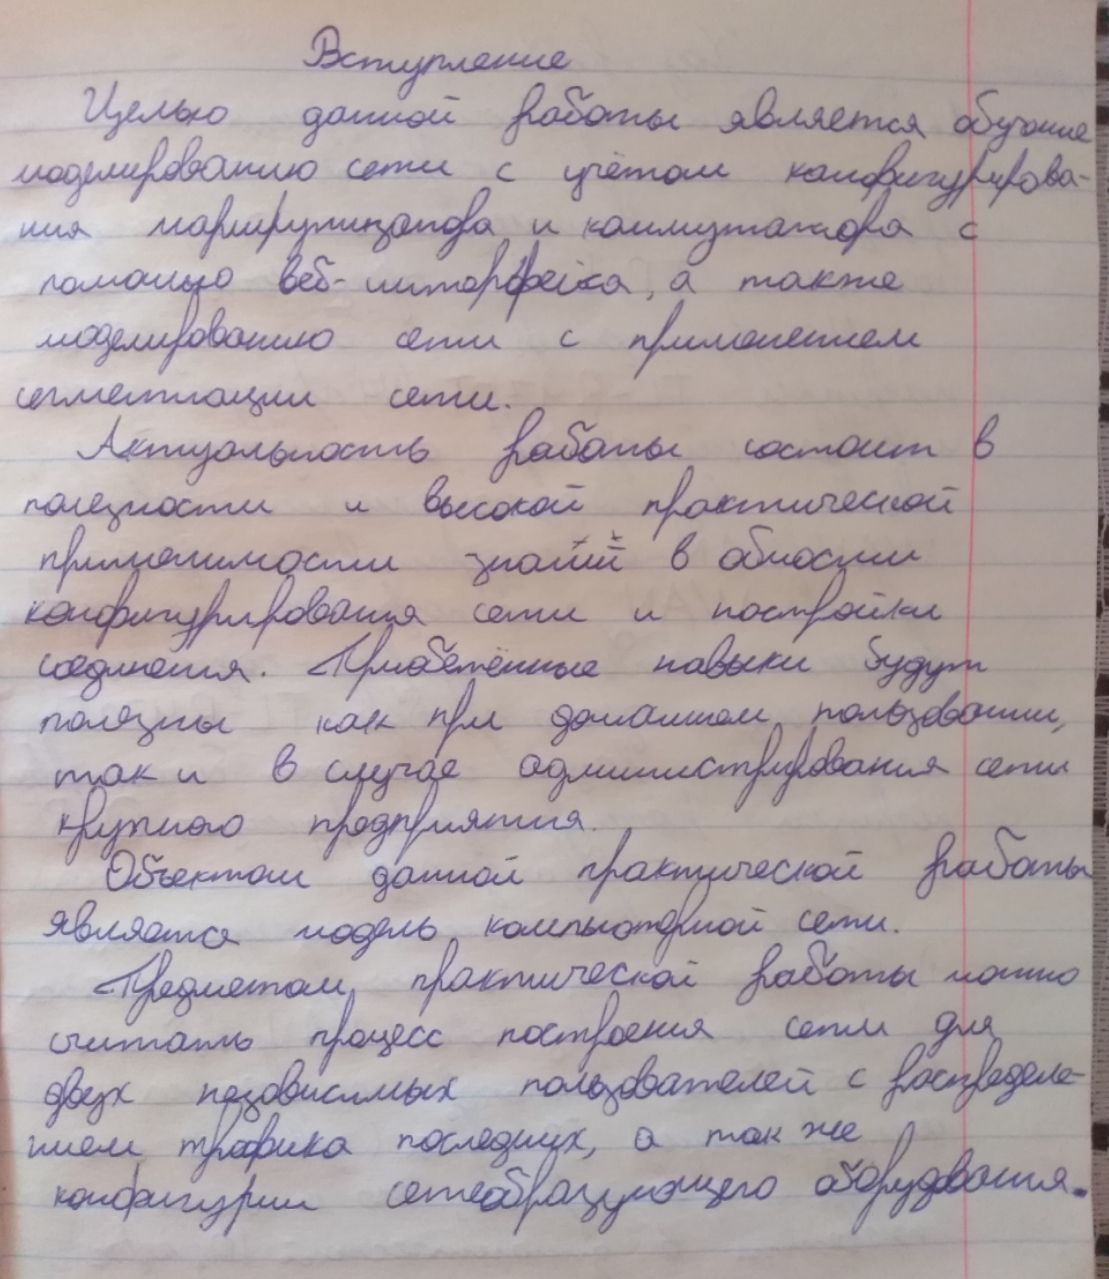 Вступление
Целью данной работы является обучение
моделированию сети с учётом конфигурирова-
ния маршрутизатора и коммутатора с
помощью веб-интерфейса, а также
моделированию сети с применением
сегментации сети.
Актуальность работы состоит в
полезности и высокой практической
применимости знаний в области
конфигурирования сети и постройки
соединения. Приобетённые навыки будут
полезны как при домашнем пользовании,
так и в случае администрирования сети
крупного предприятия.
Объектом данной практической работы
является модель компьютерной сети.
Предметом практической работы можно
считать процесс построения сети для
двух независимых пользователей с распределе-
нием трафика последних, а так же
конфигурии сетеобразующего оборудования.